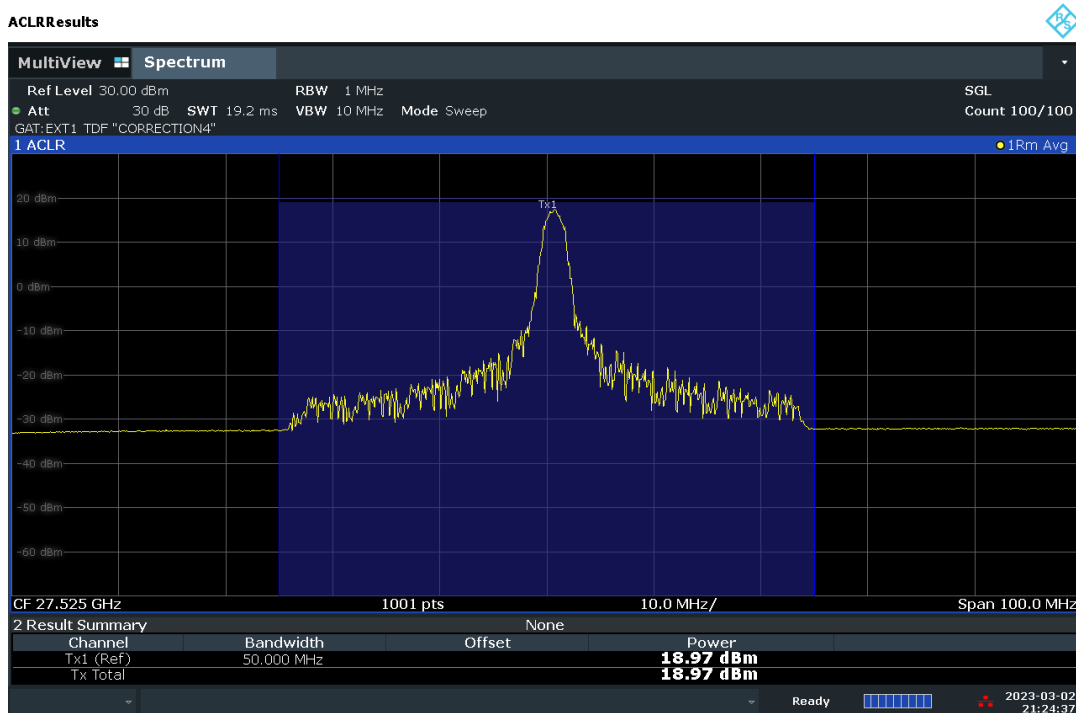 ACLRResults
R&S
MultiView Spectrum
Ref Level 30.00 dBm RBW 1 MHz SGL
Att 30 dB SWT 19.2 ms VBW 10 MHz Mode Sweep Count 100/100
GAT:EXT1 TDF "CORRECTION4"
1 ACLR 1Rm Avg
Tx1
20 dBm
10 dBm
0 dBm
-10 dBm
-20 dBm
-30 dBm
-40 dBm
-50 dBm
-60 dBm
CF 27.525 GHz 1001 pts 10.0 MHz/ Span 100.0 MHz
2 Result Summary None
Channel Bandwidth Offset Power
Tx1 (Ref) 50.000 MHz 18.97 dBm
Tx Total 18.97 dBm
Ready 2023-03-02
21:24:37